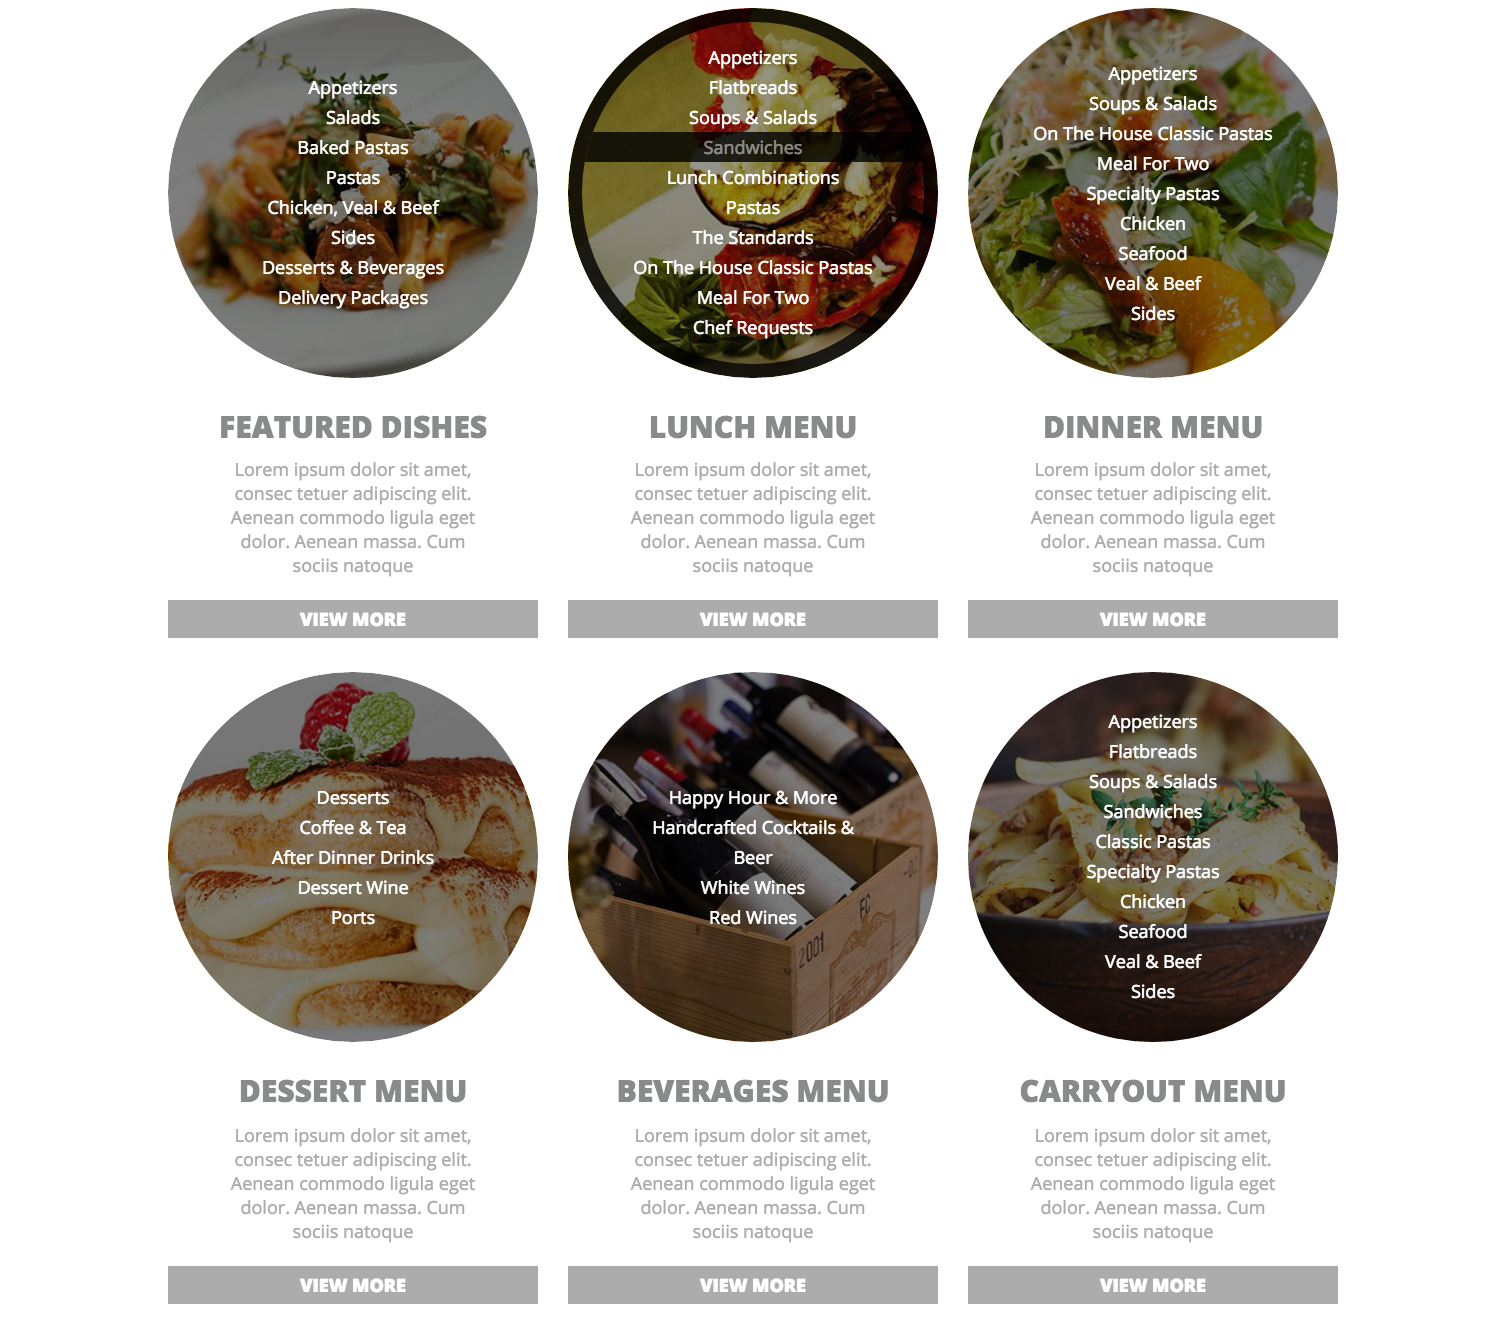 Appetizers
Salads
Baked Pastas
Pastas
Chicken, Veal & Beef
Sides
Desserts & Beverages
Delivery Packages
FEATURED DISHES
Lorem ipsum dolor sit amet,
consec tetuer adipiscing elit.
Aenean commodo ligula eget
dolor. Aenean massa. Cum
sociis natoque
VIEW MORE
Appetizers
Flatbreads
Soups & Salads
Sandwiches
Lunch Combinations
Pastas
The Standards
On The House Classic Pastas
Meal For Two
Chef Requests
LUNCH MENU
Lorem ipsum dolor sit amet,
consec tetuer adipiscing elit.
Aenean commodo ligula eget
dolor. Aenean massa. Cum
sociis natoque
VIEW MORE
Appetizers
Soups & Salads
On The House Classic Pastas
Meal For Two
Specialty Pastas
Chicken
Seafood
Veal & Beef
Sides
DINNER MENU
Lorem ipsum dolor sit amet,
consec tetuer adipiscing elit.
Aenean commodo ligula eget
dolor. Aenean massa. Cum
sociis natoque
VIEW MORE
Desserts
Coffee & Tea
After Dinner Drinks
Dessert Wine
Ports
DESSERT MENU
Lorem ipsum dolor sit amet,
consec tetuer adipiscing elit.
Aenean commodo ligula eget
dolor. Aenean massa. Cum
sociis natoque
VIEW MORE
Happy Hour & More
Handcrafted Cocktails &
Beer
White Wines
Red Wines
FC
2001
BEVERAGES MENU
Lorem ipsum dolor sit amet,
consec tetuer adipiscing elit.
Aenean commodo ligula eget
dolor. Aenean massa. Cum
sociis natoque
VIEW MORE
Appetizers
Flatbreads
Soups & Salads
Sandwiches
Classic Pastas
Specialty Pastas
Chicken
Seafood
Veal & Beef
Sides
CARRYOUT MENU
Lorem ipsum dolor sit amet,
consec tetuer adipiscing elit.
Aenean commodo ligula eget
dolor. Aenean massa. Cum
sociis natoque
VIEW MORE